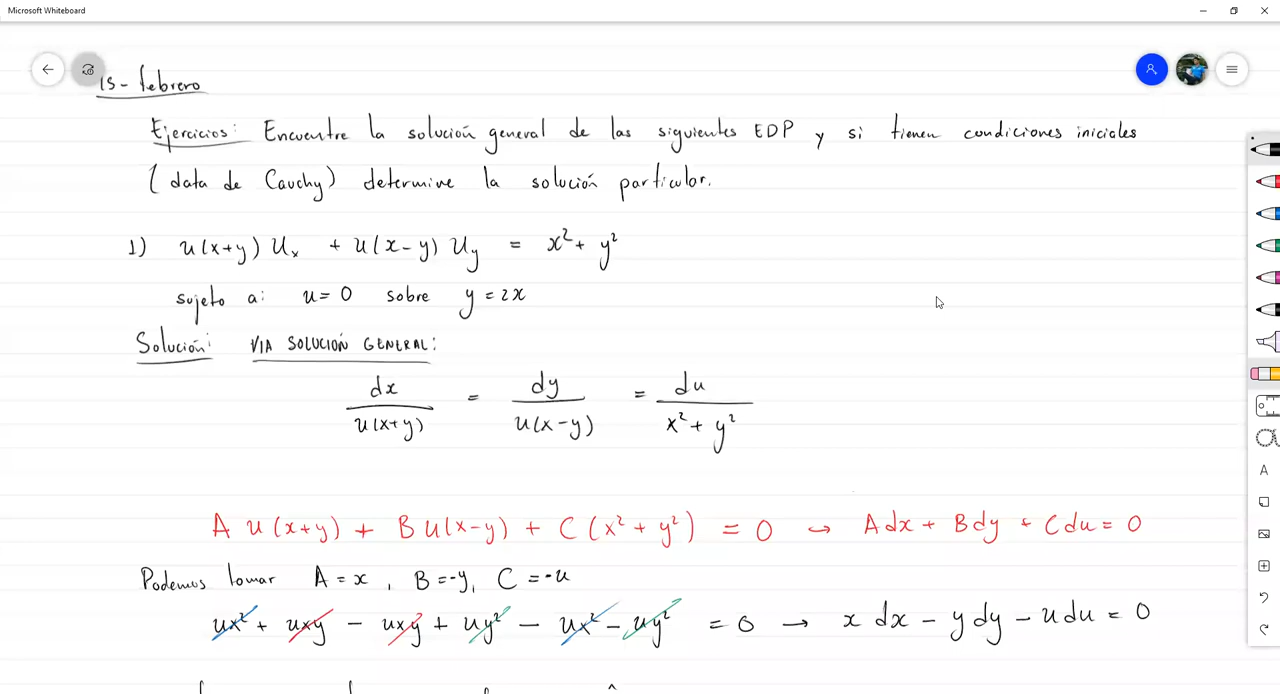 Microsoft Whiteboard
15 - febrero
Ejercicios: Encuentre la solución general de las siguientes EDP y si tienen condiciones iniciales
(data de Cauchy) determine la solución particular.
1) u(x+y) Ux + u(x-y) Uy = x² + y²
sujeto a: u=0 sobre y=2x
Solución: VIA SOLUCIÓN GENERAL:
dx/u(x+y) = dy/u(x-y) = du/x²+y²
A u(x+y) + B u(x-y) + C (x²+y²) = 0 → Adx + Bdy + Cdu = 0
Podemos tomar A=x, B=-y, C=-u
ux² + uxy - uxy + uy² - ux² - uy² = 0 → x dx - y dy - u du = 0
A